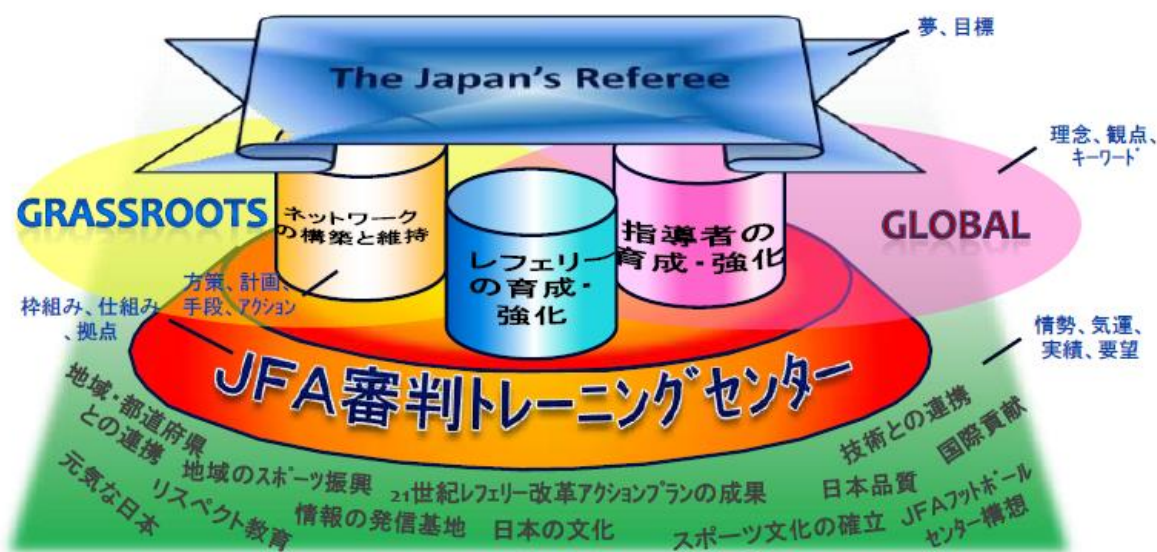 The Japan's Referee
夢、目標
理念、観点、
キーワード
GRASSROOTS
GLOBAL
ネットワーク
の構築と維持
レフェリー
の育成・
強化
指導者の
育成・強化
方策、計画、
手段、アクション
枠組み、仕組み
、拠点
情勢、気運、
実績、要望
JFA審判トレーニングセンター
地域・都道府県
との連携
元気な日本
地域のスポーツ振興
リスペクト教育
情報の発信基地
21世紀レフェリー改革アクションプランの成果
日本の文化
技術との連携
国際貢献
日本品質
スポーツ文化の確立
JFAフットボール
センター構想